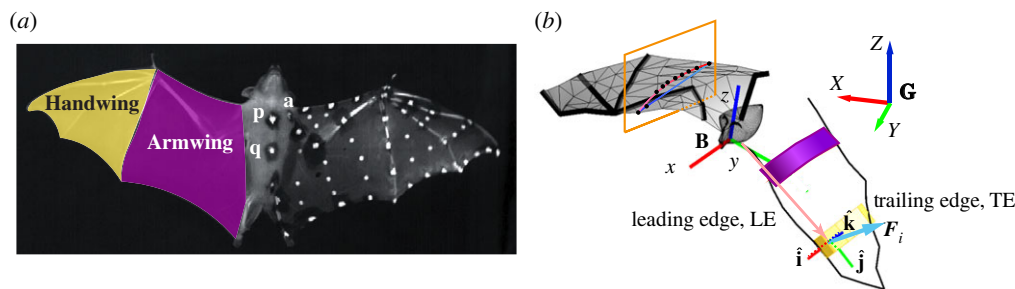 (a)
Handwing
Armwing
p
a
q
(b)
Z
X
G
Y
z
B
x
y
leading edge, LE
trailing edge, TE
k̂
F_i
î
ĵ